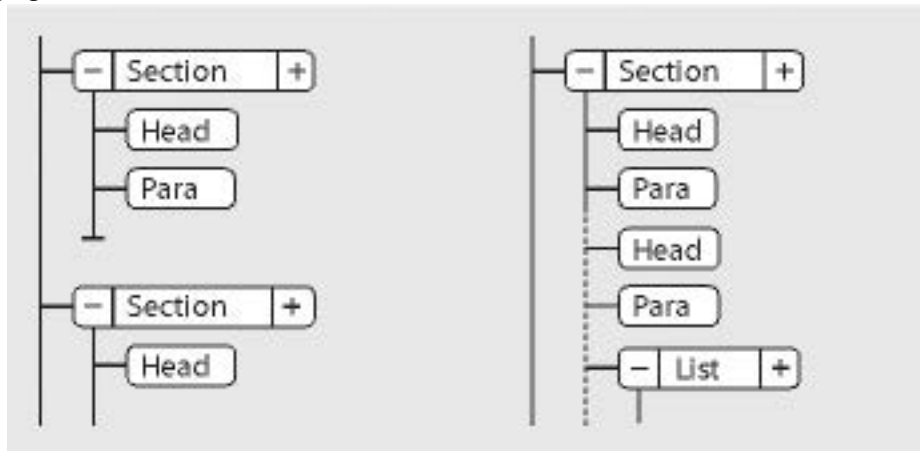 − Section +
Head
Para
− Section +
Head
− Section +
Head
Para
Head
Para
− List +